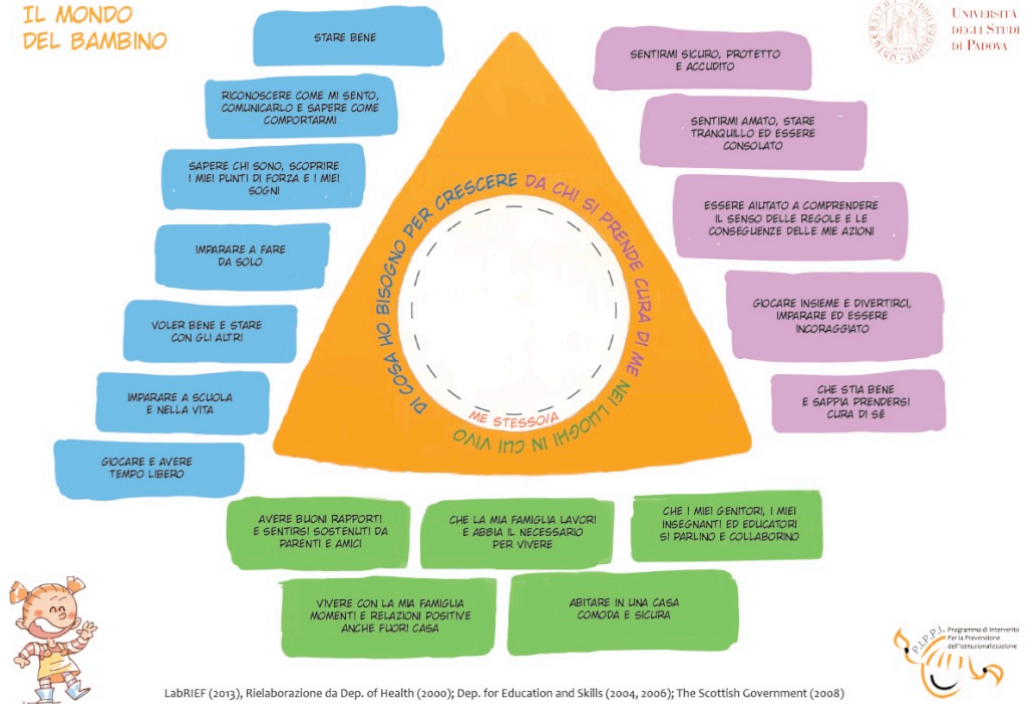 IL MONDO
DEL BAMBINO
UNIVERSITÀ
DEGLI STUDI
DI PADOVA
STARE BENE
RICONOSCERE COME MI SENTO,
COMUNICARLO E SAPERE COME
COMPORTARMI
SAPERE CHI SONO, SCOPRIRE
I MIEI PUNTI DI FORZA E I MIEI
SOGNI
IMPARARE A FARE
DA SOLO
VOLER BENE E STARE
CON GLI ALTRI
IMPARARE A SCUOLA
E NELLA VITA
GIOCARE E AVERE
TEMPO LIBERO
DI COSA HO BISOGNO PER CRESCERE
DA CHI SI PRENDE CURA DI ME
NEI LUOGHI IN CUI VIVO
ME STESSO/A
SENTIRMI SICURO, PROTETTO
E ACCUDITO
SENTIRMI AMATO, STARE
TRANQUILLO ED ESSERE
CONSOLATO
ESSERE AIUTATO A COMPRENDERE
IL SENSO DELLE REGOLE E LE
CONSEGUENZE DELLE MIE AZIONI
GIOCARE INSIEME E DIVERTIRCI,
IMPARARE ED ESSERE
INCORAGGIATO
CHE STIA BENE
E SAPPIA PRENDERSI
CURA DI SÉ
AVERE BUONI RAPPORTI
E SENTIRSI SOSTENUTI DA
PARENTI E AMICI
CHE LA MIA FAMIGLIA LAVORI
E ABBIA IL NECESSARIO
PER VIVERE
CHE I MIEI GENITORI, I MIEI
INSEGNANTI ED EDUCATORI
SI PARLINO E COLLABORINO
VIVERE CON LA MIA FAMIGLIA
MOMENTI E RELAZIONI POSITIVE
ANCHE FUORI CASA
ABITARE IN UNA CASA
COMODA E SICURA
P.I.P.P.I.
Programma di Intervento
Per la Prevenzione
dell'Istituzionalizzazione
LabRIEF (2013), Rielaborazione da Dep. of Health (2000); Dep. for Education and Skills (2004, 2006); The Scottish Government (2008)